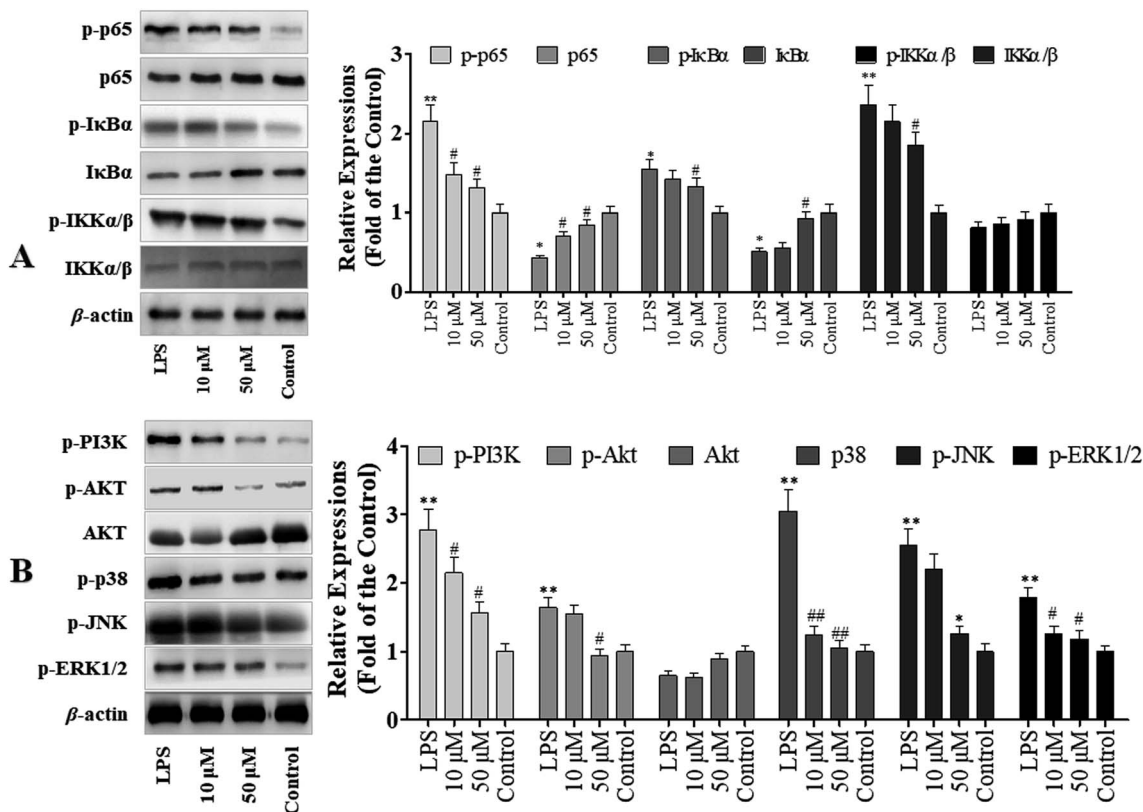 A
p-p65
p65
p-IκBα
IκBα
p-IKKα/β
IKKα/β
β-actin
LPS 10 μM 50 μM Control
Relative Expressions
(Fold of the Control)
p-p65 p65 p-IκBα IκBα p-IKKα/β IKKα/β
3
2
1
0
** # #
* # #
* #
* #
** #
LPS 10 μM 50 μM Control LPS 10 μM 50 μM Control LPS 10 μM 50 μM Control LPS 10 μM 50 μM Control LPS 10 μM 50 μM Control LPS 10 μM 50 μM Control
B
p-PI3K
p-AKT
AKT
p-p38
p-JNK
p-ERK1/2
β-actin
LPS 10 μM 50 μM Control
Relative Expressions
(Fold of the Control)
p-PI3K p-Akt Akt p38 p-JNK p-ERK1/2
4
3
2
1
0
** # #
** #
** ## ##
** *
** # #
LPS 10 μM 50 μM Control LPS 10 μM 50 μM Control LPS 10 μM 50 μM Control LPS 10 μM 50 μM Control LPS 10 μM 50 μM Control LPS 10 μM 50 μM Control